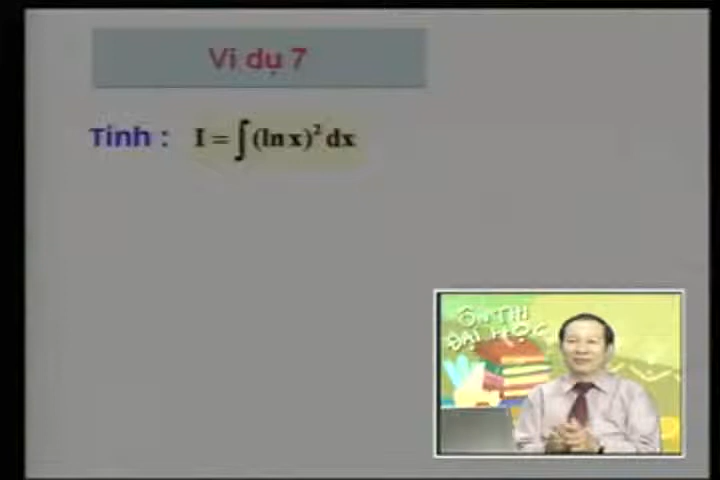 Ví dụ 7
Tính : I = ∫(ln x)² dx
ÔN THI
ĐẠI HỌC